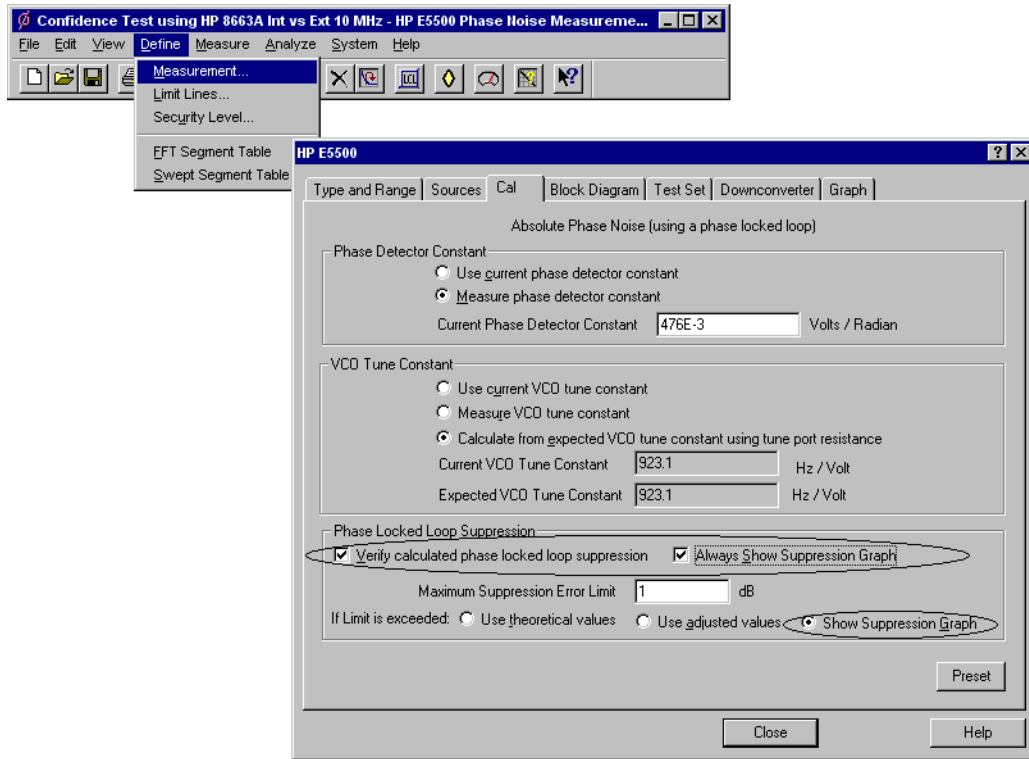 Confidence Test using HP 8663A Int vs Ext 10 MHz - HP E5500 Phase Noise Measureme...
File Edit View Define Measure Analyze System Help
Measurement...
Limit Lines...
Security Level...
FFT Segment Table
Swept Segment Table
HP E5500
Type and Range Sources Cal Block Diagram Test Set Downconverter Graph
Absolute Phase Noise (using a phase locked loop)
Phase Detector Constant
Use current phase detector constant
Measure phase detector constant
Current Phase Detector Constant 476E-3 Volts / Radian
VCO Tune Constant
Use current VCO tune constant
Measure VCO tune constant
Calculate from expected VCO tune constant using tune port resistance
Current VCO Tune Constant 923.1 Hz / Volt
Expected VCO Tune Constant 923.1 Hz / Volt
Phase Locked Loop Suppression
Verify calculated phase locked loop suppression Always Show Suppression Graph
Maximum Suppression Error Limit 1 dB
If Limit is exceeded: Use theoretical values Use adjusted values Show Suppression Graph
Preset
Close Help